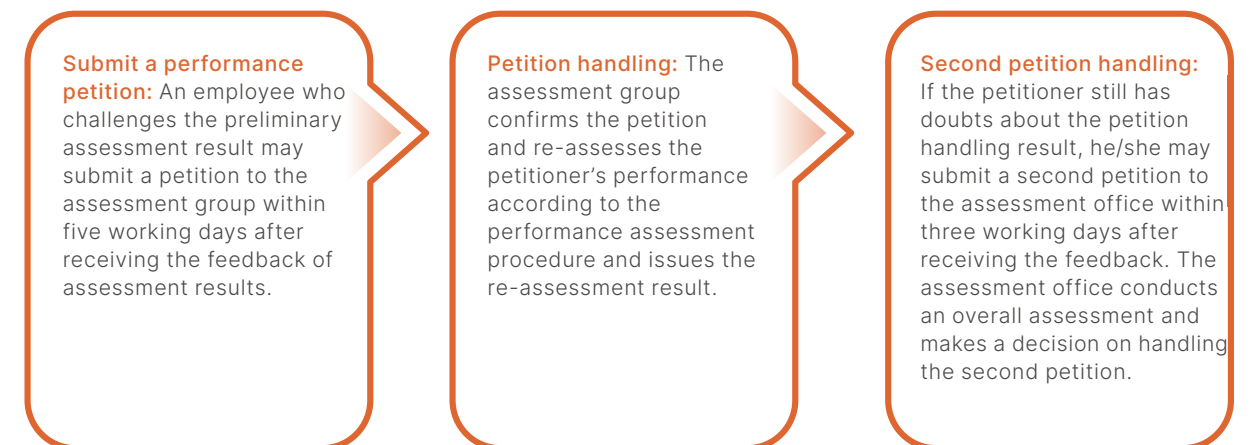 Submit a performance
petition: An employee who
challenges the preliminary
assessment result may
submit a petition to the
assessment group within
five working days after
receiving the feedback of
assessment results.
Petition handling: The
assessment group
confirms the petition
and re-assesses the
petitioner’s performance
according to the
performance assessment
procedure and issues the
re-assessment result.
Second petition handling:
If the petitioner still has
doubts about the petition
handling result, he/she may
submit a second petition to
the assessment office within
three working days after
receiving the feedback. The
assessment office conducts
an overall assessment and
makes a decision on handling
the second petition.